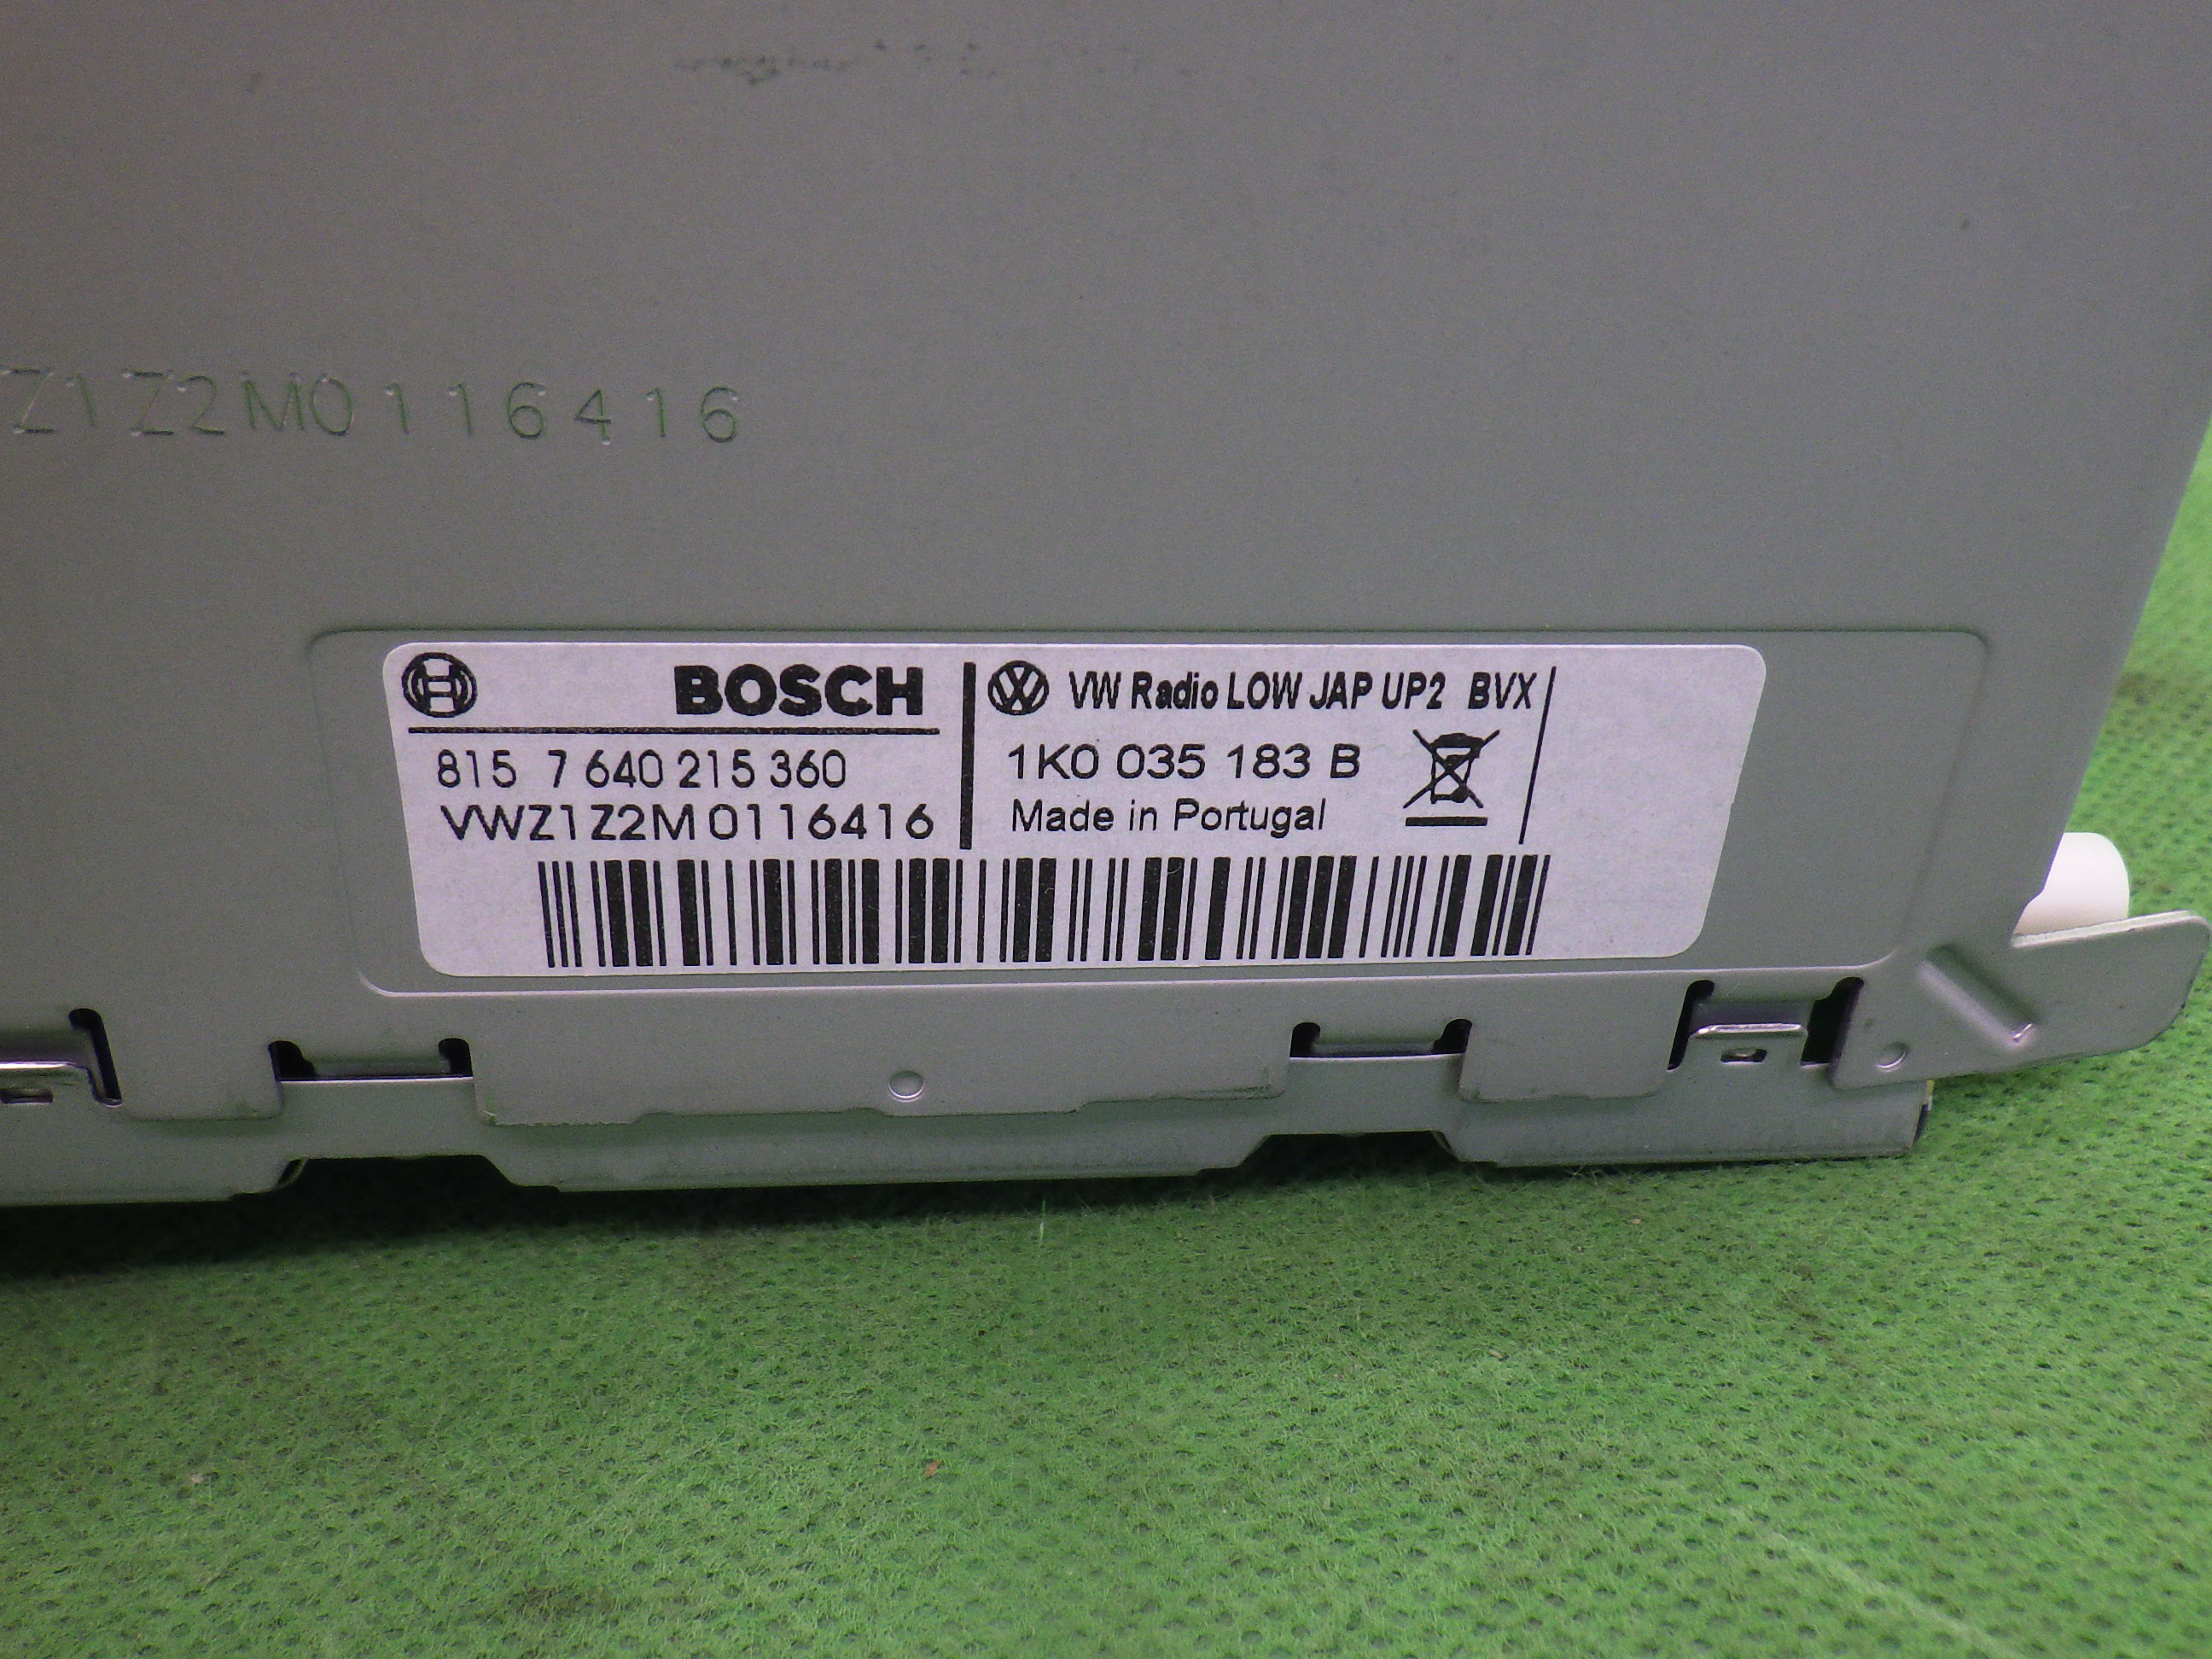 Z1Z2M0116416
BOSCH
815 7 640 215 360
VWZ1Z2M0116416
VW Radio LOW JAP UP2 BVX
1K0 035 183 B
Made in Portugal